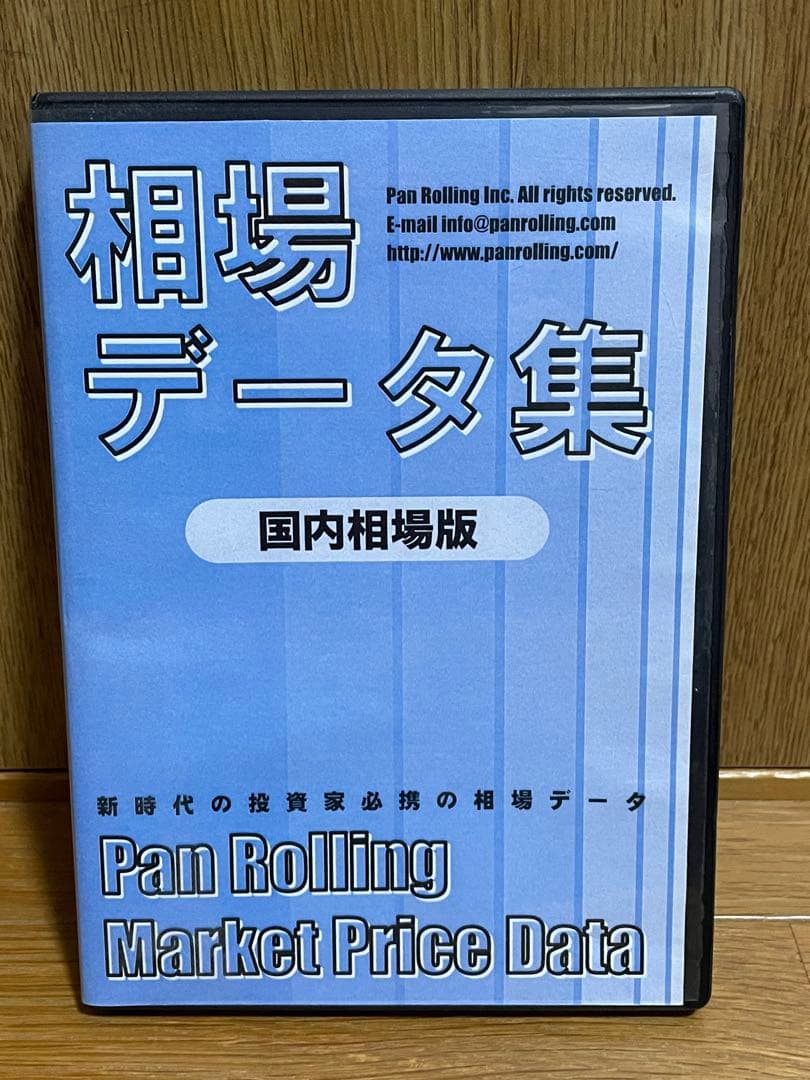 相場
データ集
Pan Rolling Inc. All rights reserved.
E-mail info@panrolling.com
http://www.panrolling.com/
国内相場版
新時代の投資家必携の相場データ
Pan Rolling
Market Price Data